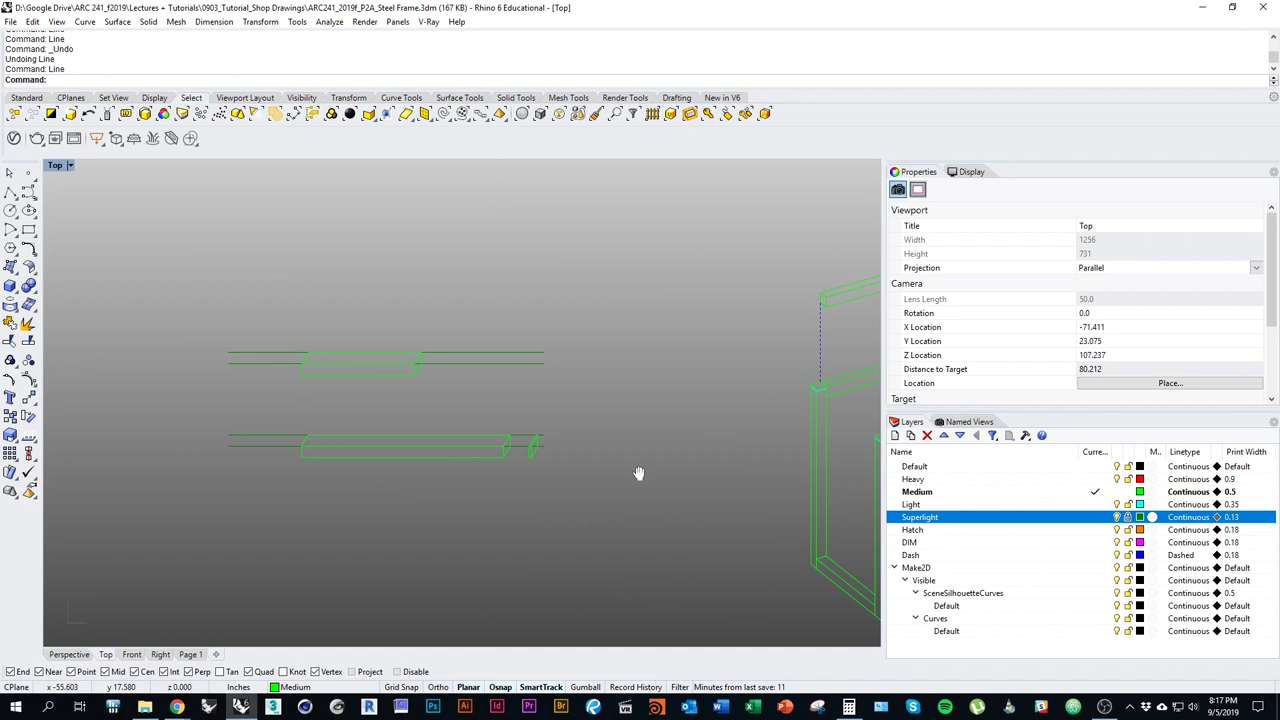 D:\Google Drive\ARC 241_f2019\Lectures + Tutorials\0903_Tutorial_Shop Drawings\ARC241_2019f_P2A_Steel Frame.3dm (167 KB) - Rhino 6 Educational - [Top]
File Edit View Curve Surface Solid Mesh Dimension Transform Tools Analyze Render Panels V-Ray Help
Command: Line
Command: _Undo
Undoing Line
Command: Line
Command:
Standard CPlanes Set View Display Select Viewport Layout Visibility Transform Curve Tools Surface Tools Solid Tools Mesh Tools Render Tools Drafting New in V6
Top
Properties Display
Viewport
Title Top
Width 1256
Height 731
Projection Parallel
Camera
Lens Length 50.0
Rotation 0.0
X Location -71.411
Y Location 23.075
Z Location 107.237
Distance to Target 80.212
Location Place...
Target
Layers Named Views
Name Curre... M.. Linetype Print Width
Default Continuous Default
Heavy Continuous 0.9
Medium Continuous 0.5
Light Continuous 0.35
Superlight Continuous 0.13
Hatch Continuous 0.18
DIM Continuous 0.18
Dash Dashed 0.18
Make2D Continuous Default
Visible Continuous Default
SceneSilhouetteCurves Continuous 0.5
Default Continuous Default
Curves Continuous Default
Default Continuous Default
Perspective Top Front Right Page 1
End Near Point Mid Cen Int Perp Tan Quad Knot Vertex Project Disable
CPlane x -55.603 y 17.580 z 0.000 Inches Medium Grid Snap Ortho Planar Osnap SmartTrack Gumball Record History Filter Minutes from last save: 11
8:17 PM
9/5/2019